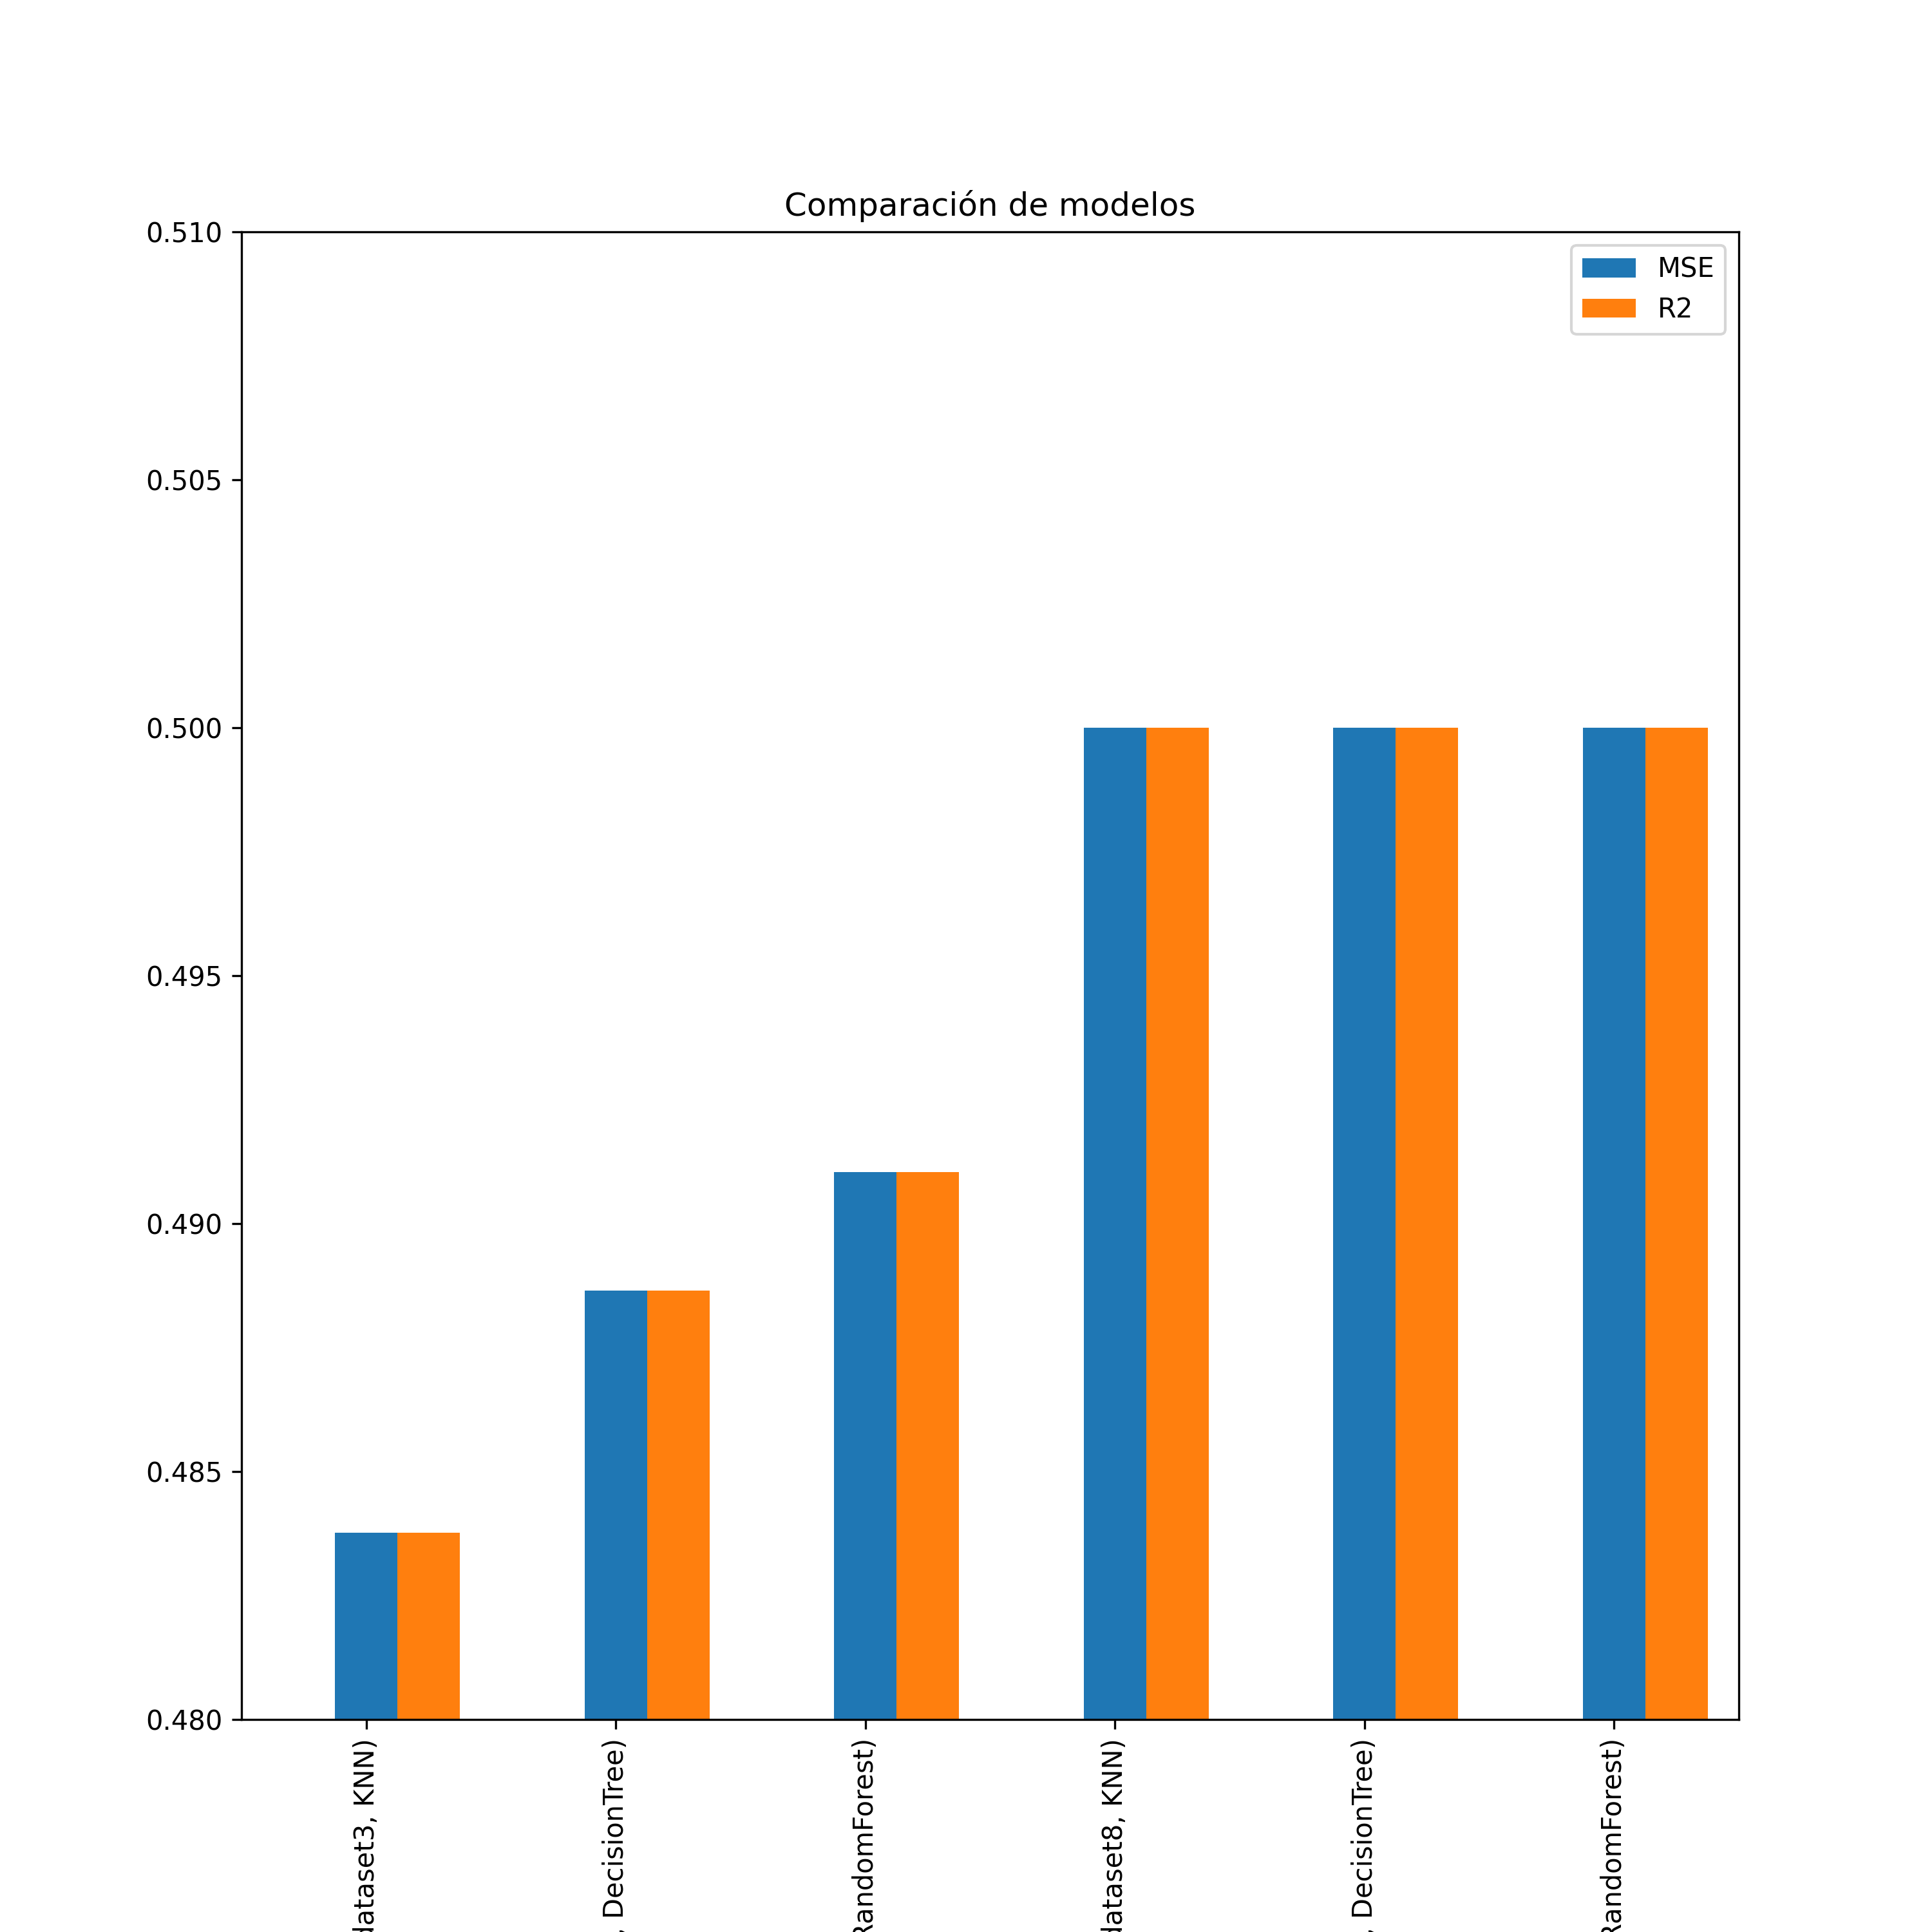 Comparación de modelos
MSE
R2
0.510
0.505
0.500
0.495
0.490
0.485
0.480
dataset3, KNN)
, DecisionTree)
RandomForest)
dataset8, KNN)
, DecisionTree)
RandomForest)